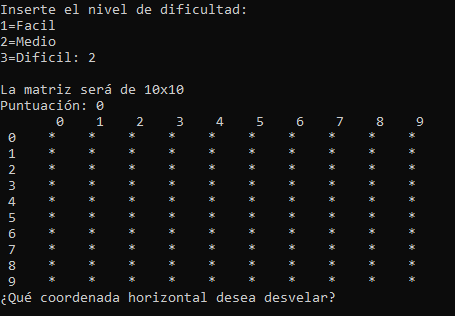 Inserte el nivel de dificultad:
1=Facil
2=Medio
3=Dificil: 2
La matriz será de 10x10
Puntuación: 0
0 1 2 3 4 5 6 7 8 9
0 * * * * * * * * * *
1 * * * * * * * * * *
2 * * * * * * * * * *
3 * * * * * * * * * *
4 * * * * * * * * * *
5 * * * * * * * * * *
6 * * * * * * * * * *
7 * * * * * * * * * *
8 * * * * * * * * * *
9 * * * * * * * * * *
¿Qué coordenada horizontal desea desvelar?